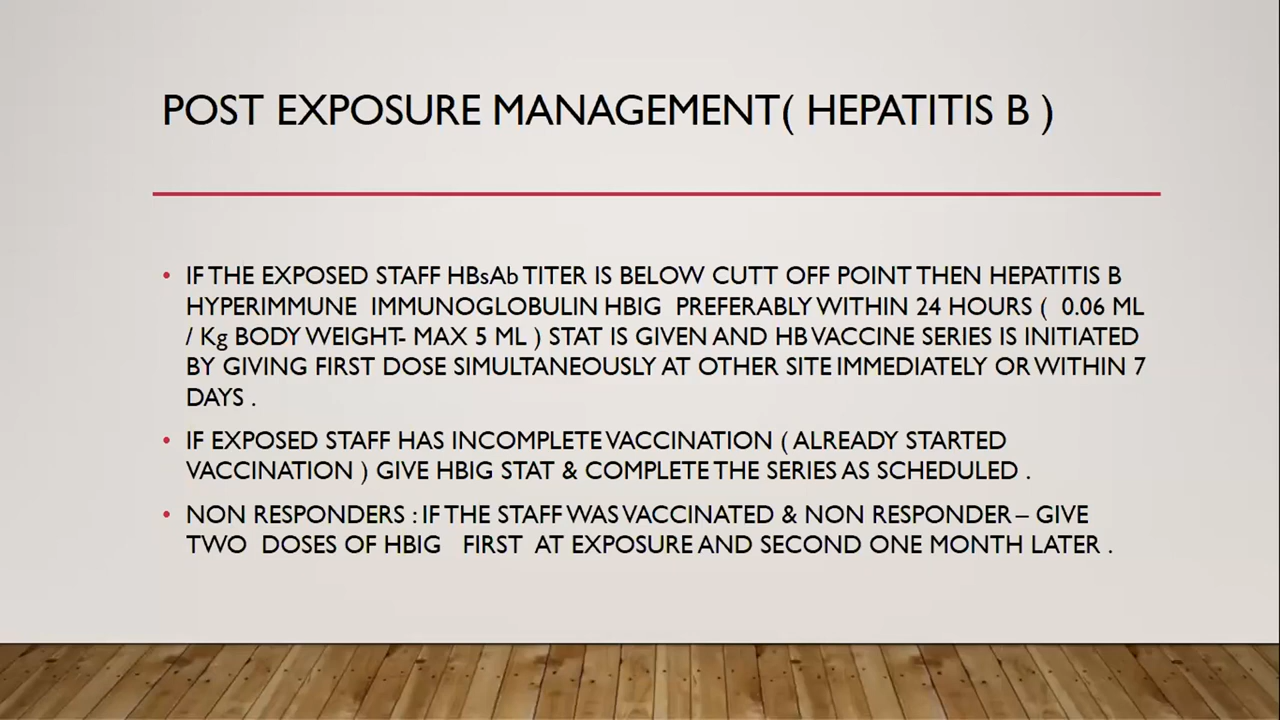 POST EXPOSURE MANAGEMENT( HEPATITIS B )
• IF THE EXPOSED STAFF HBsAb TITER IS BELOW CUTT OFF POINT THEN HEPATITIS B
HYPERIMMUNE IMMUNOGLOBULIN HBIG PREFERABLY WITHIN 24 HOURS ( 0.06 ML
/ Kg BODY WEIGHT- MAX 5 ML ) STAT IS GIVEN AND HB VACCINE SERIES IS INITIATED
BY GIVING FIRST DOSE SIMULTANEOUSLY AT OTHER SITE IMMEDIATELY OR WITHIN 7
DAYS .
• IF EXPOSED STAFF HAS INCOMPLETE VACCINATION ( ALREADY STARTED
VACCINATION ) GIVE HBIG STAT & COMPLETE THE SERIES AS SCHEDULED .
• NON RESPONDERS : IF THE STAFF WAS VACCINATED & NON RESPONDER – GIVE
TWO DOSES OF HBIG FIRST AT EXPOSURE AND SECOND ONE MONTH LATER .